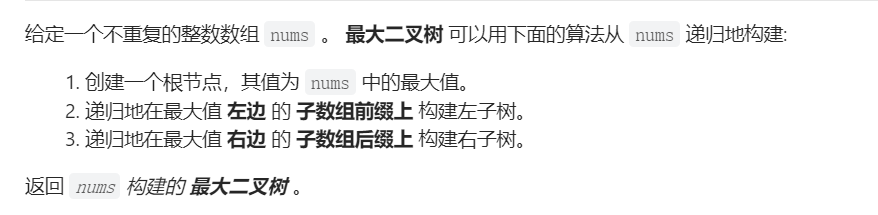 给定一个不重复的整数数组 nums 。 最大二叉树 可以用下面的算法从 nums 递归地构建:
1. 创建一个根节点，其值为 nums 中的最大值。
2. 递归地在最大值 左边 的 子数组前缀上 构建左子树。
3. 递归地在最大值 右边 的 子数组后缀上 构建右子树。
返回 nums 构建的 最大二叉树 。